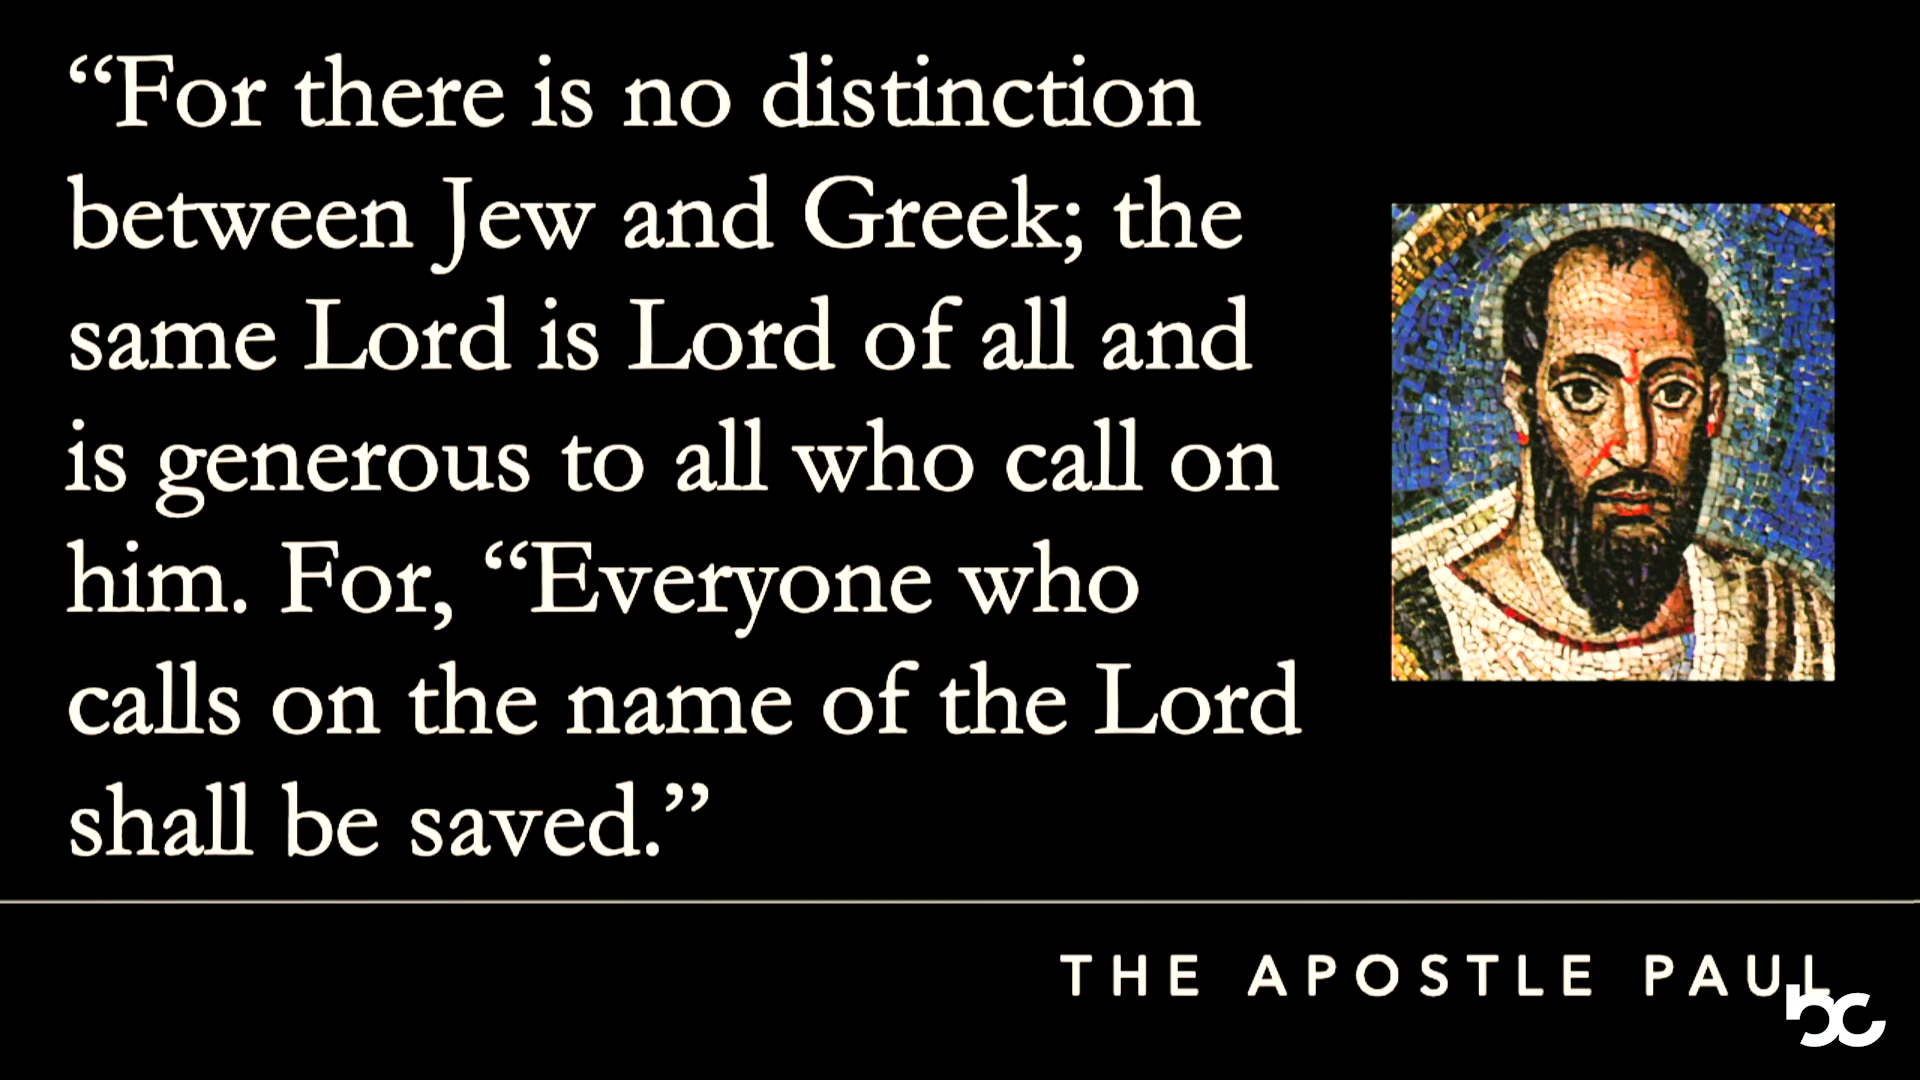 “For there is no distinction
between Jew and Greek; the
same Lord is Lord of all and
is generous to all who call on
him. For, “Everyone who
calls on the name of the Lord
shall be saved.”
THE APOSTLE PAUL
bc